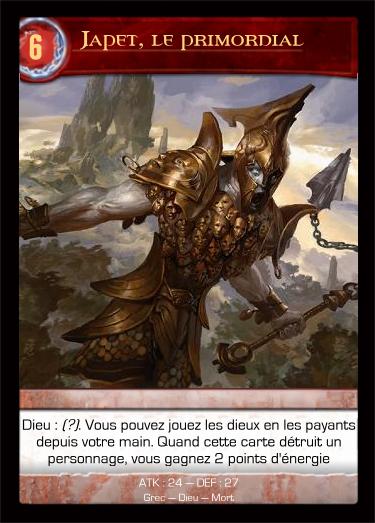 6
Japet, le primordial
Dieu : (?). Vous pouvez jouez les dieux en les payants
depuis votre main. Quand cette carte détruit un
personnage, vous gagnez 2 points d'énergie
ATK : 24 — DEF : 27
Grec — Dieu — Mort